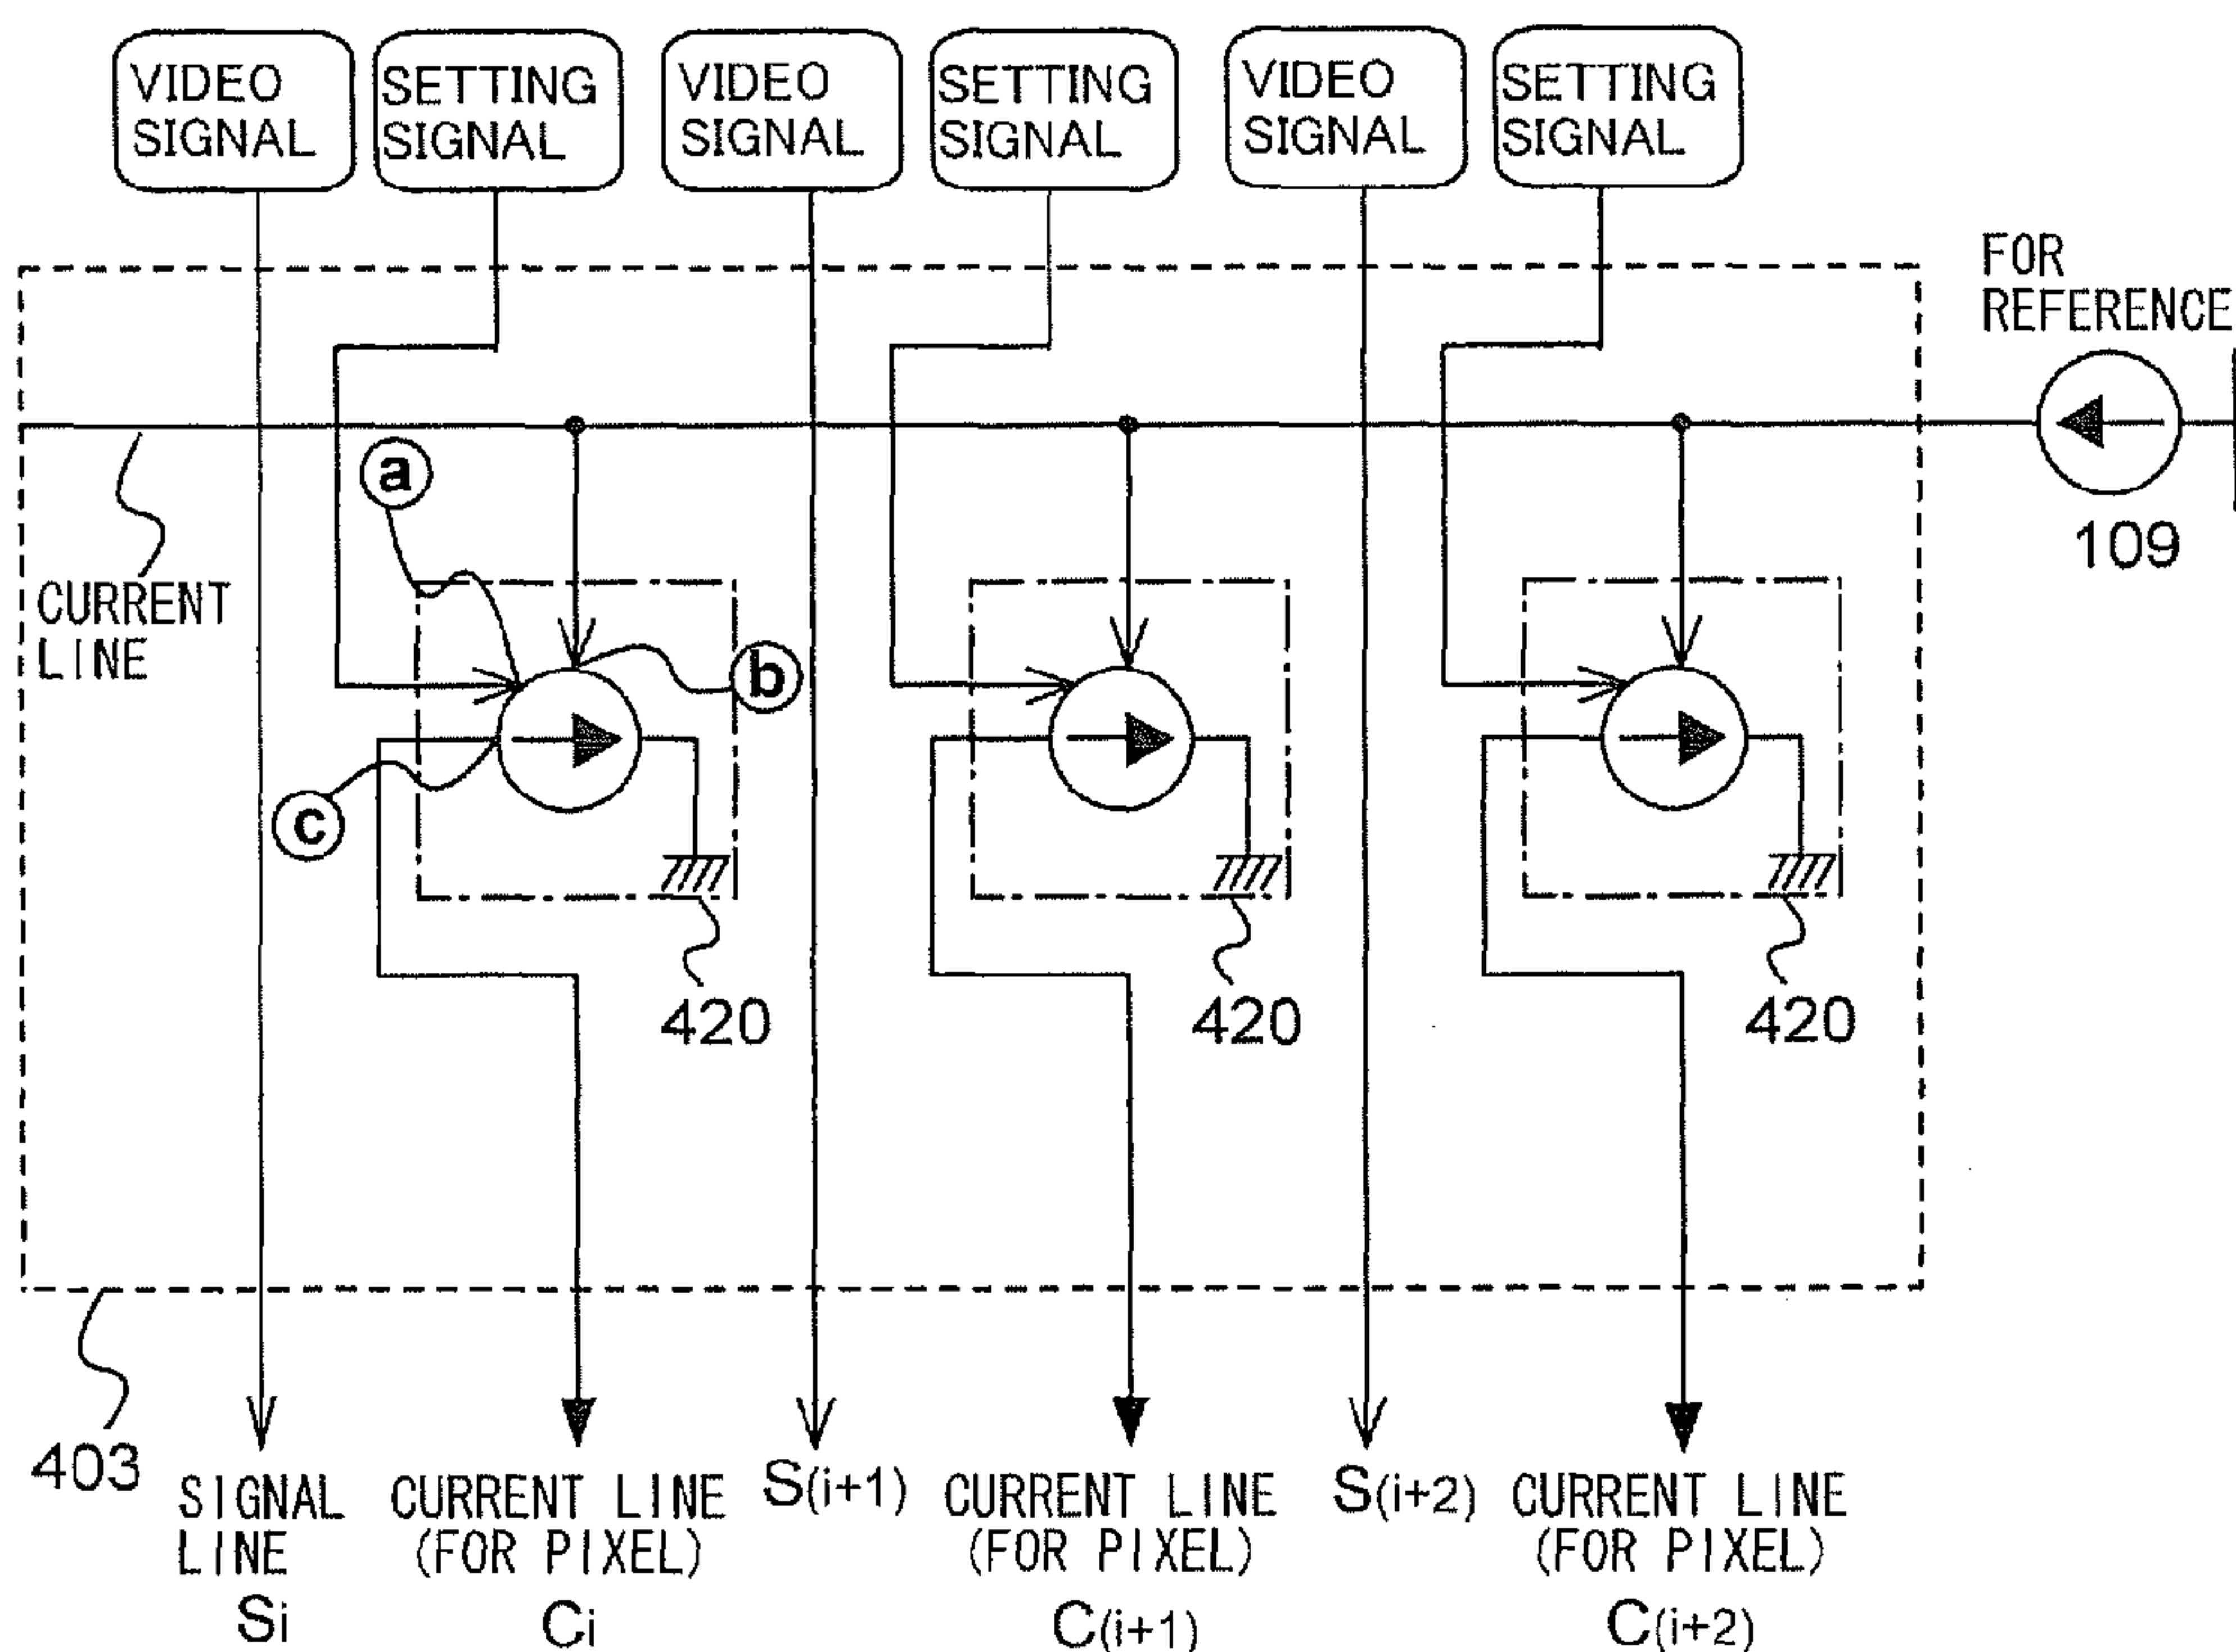 VIDEO
SIGNAL
SETTING
SIGNAL
VIDEO
SIGNAL
SETTING
SIGNAL
VIDEO
SIGNAL
SETTING
SIGNAL
FOR
REFERENCE
109
a
CURRENT
LINE
b
c
420
420
420
403
SIGNAL
LINE
Si
CURRENT LINE
(FOR PIXEL)
Ci
S(i+1)
CURRENT LINE
(FOR PIXEL)
C(i+1)
S(i+2)
CURRENT LINE
(FOR PIXEL)
C(i+2)